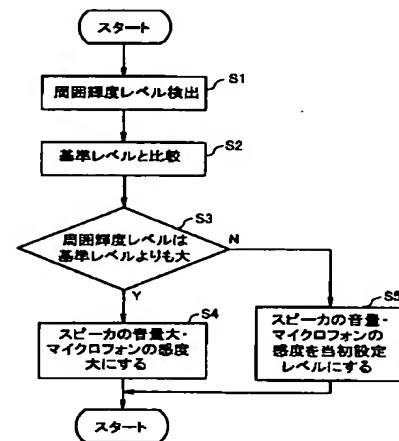 スタート
S1
周囲輝度レベル検出
S2
基準レベルと比較
S3
周囲輝度レベルは
基準レベルよりも大
N
Y
S4
スピーカの音量大・
マイクロフォンの感度
大にする
S5
スピーカの音量・
マイクロフォンの
感度を当初設定
レベルにする
スタート